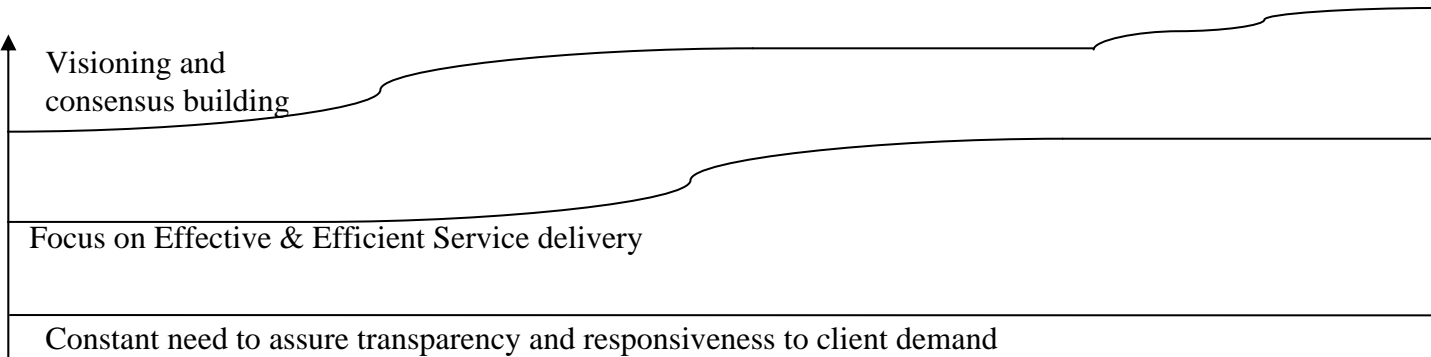 Visioning and
consensus building
Focus on Effective & Efficient Service delivery
Constant need to assure transparency and responsiveness to client demand